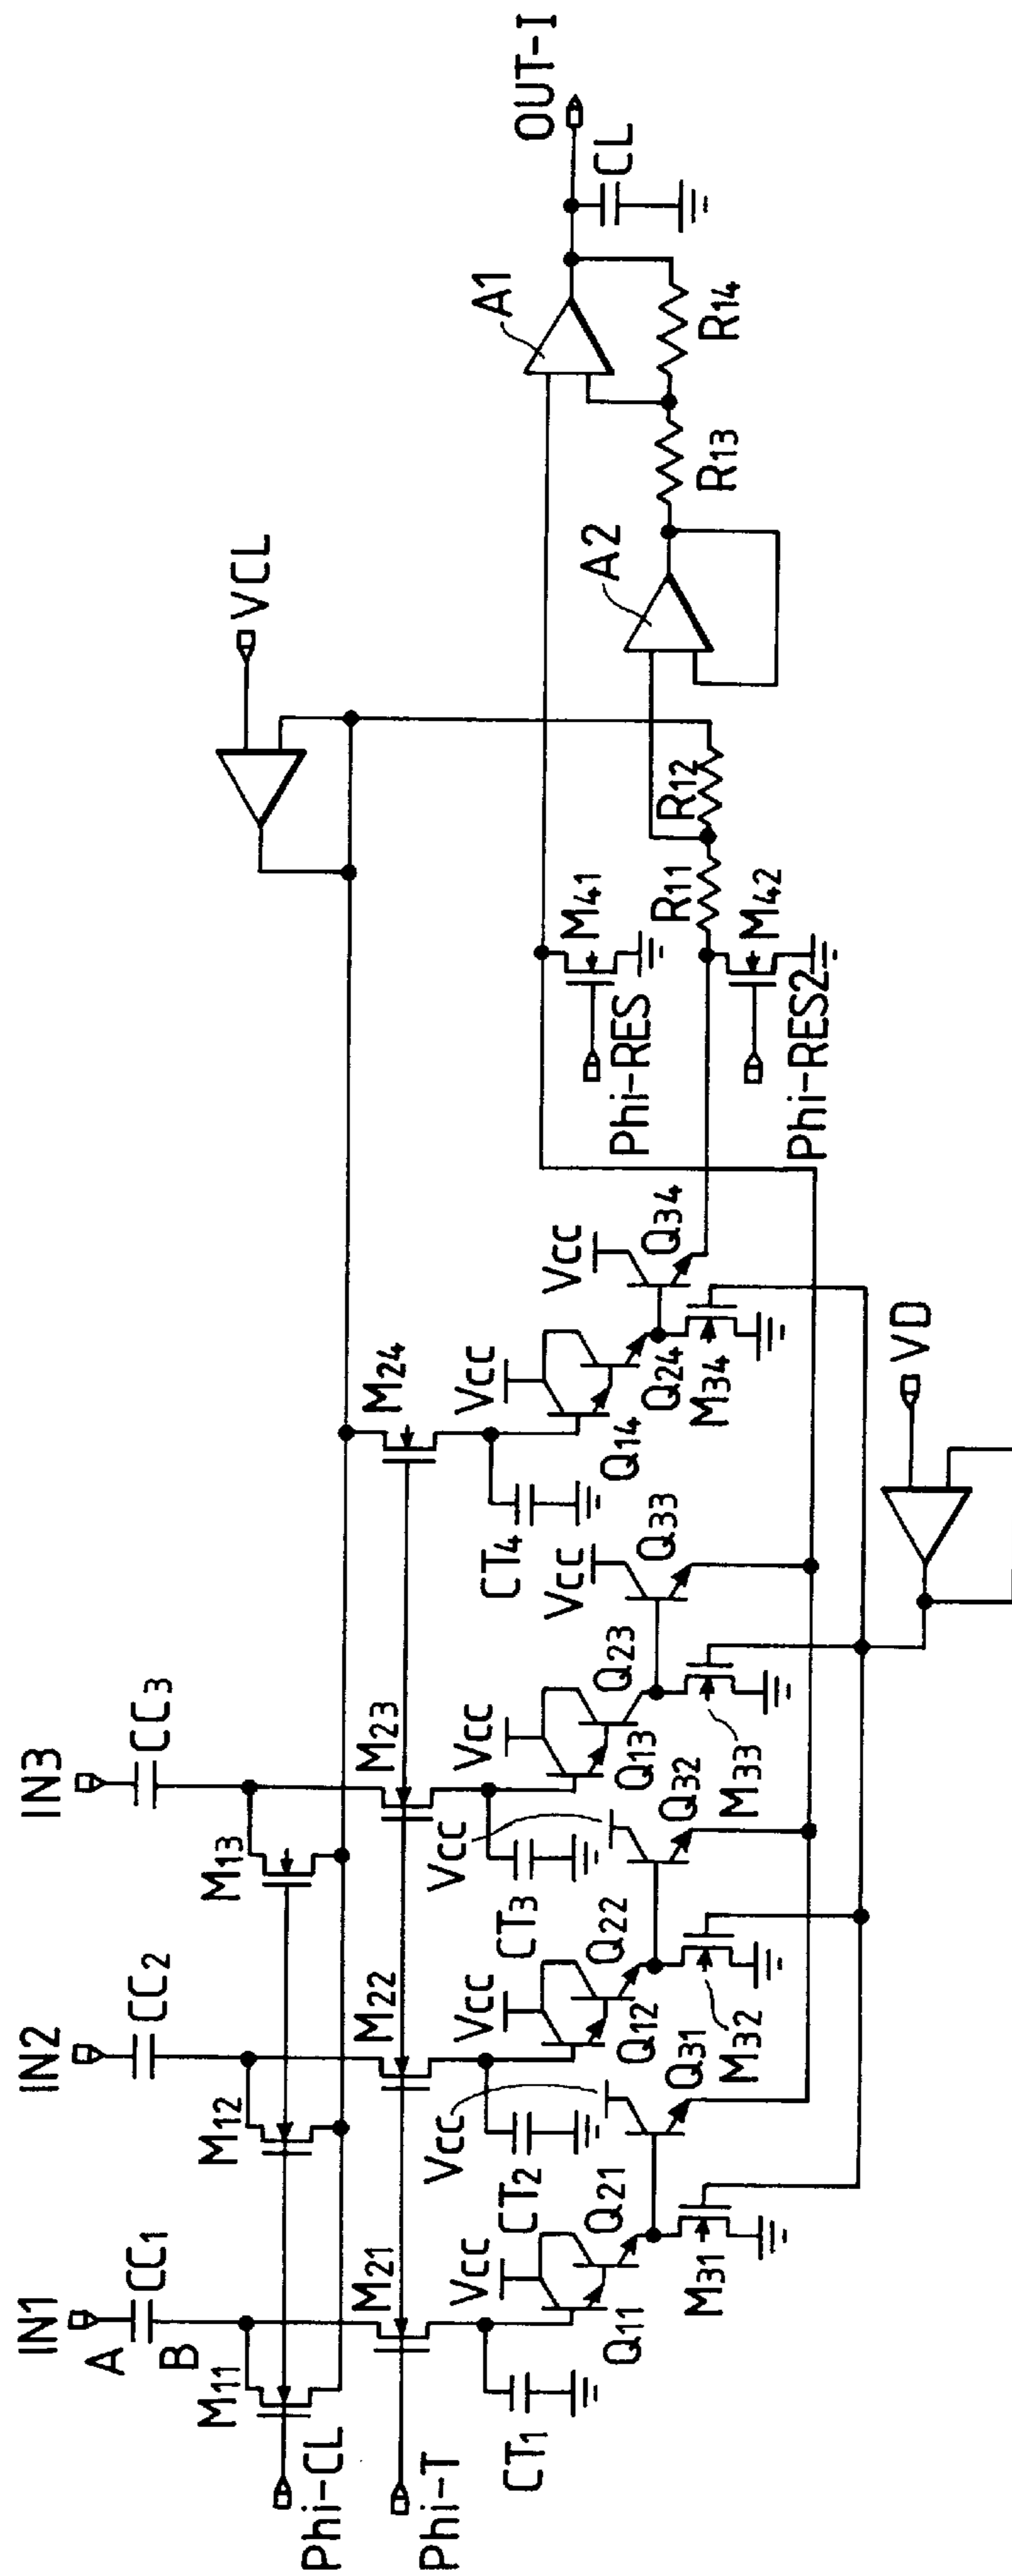 IN1
IN2
IN3
A
CC1
B
CC2
CC3
VCL
M11
M12
M13
Phi-CL
M21
M22
M23
M24
Phi-T
Vcc
Vcc
Vcc
Vcc
Vcc
Vcc
Vcc
Vcc
CT1
CT2
CT3
CT4
Q11
Q21
Q31
Q12
Q22
Q32
Q13
Q23
Q33
Q14
Q24
Q34
M31
M32
M33
M34
VD
M41
Phi-RES
M42
Phi-RES2
R11
R12
A2
R13
R14
A1
CL
OUT-I